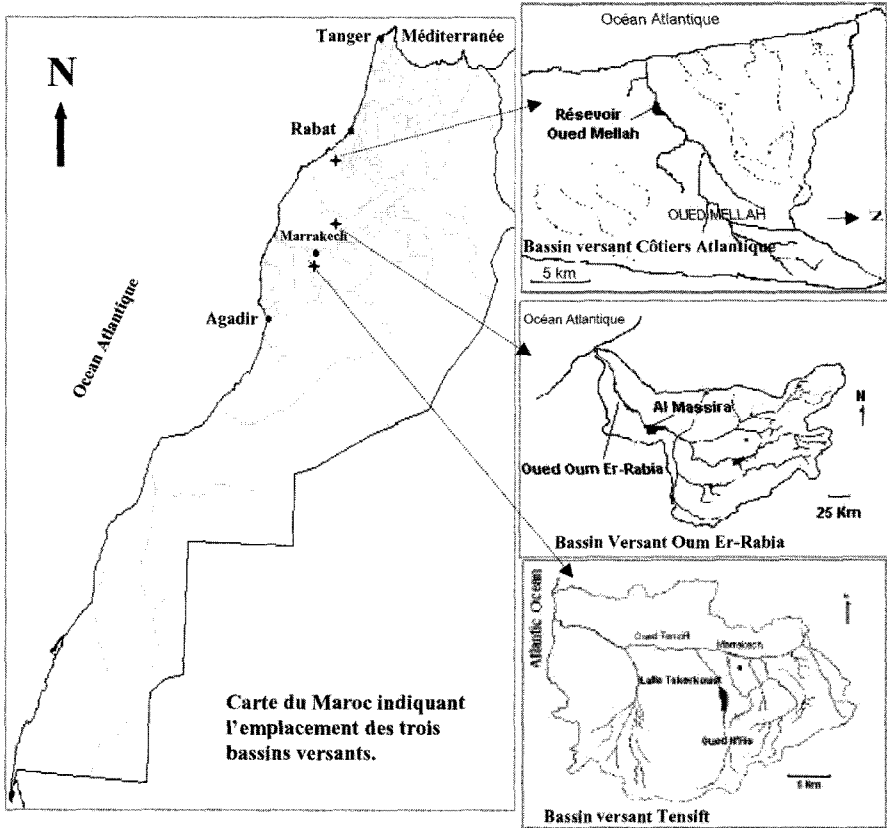 Tanger
Méditerranée
N
Rabat
Marrakech
Agadir
Ocean Atlantique
Carte du Maroc indiquant
l'emplacement des trois
bassins versants.
Océan Atlantique
Résevoir
Oued Mellah
OUED MELLAH
Bassin versant Côtiers Atlantique
5 km
Océan Atlantique
N
Al Massira
Oued Oum Er-Rabia
25 Km
Bassin Versant Oum Er-Rabia
Atlantic Ocean
Oued Tensift
Marrakech
Lalla Takerkoust
Oued N'Fis
5 Km
Bassin versant Tensift